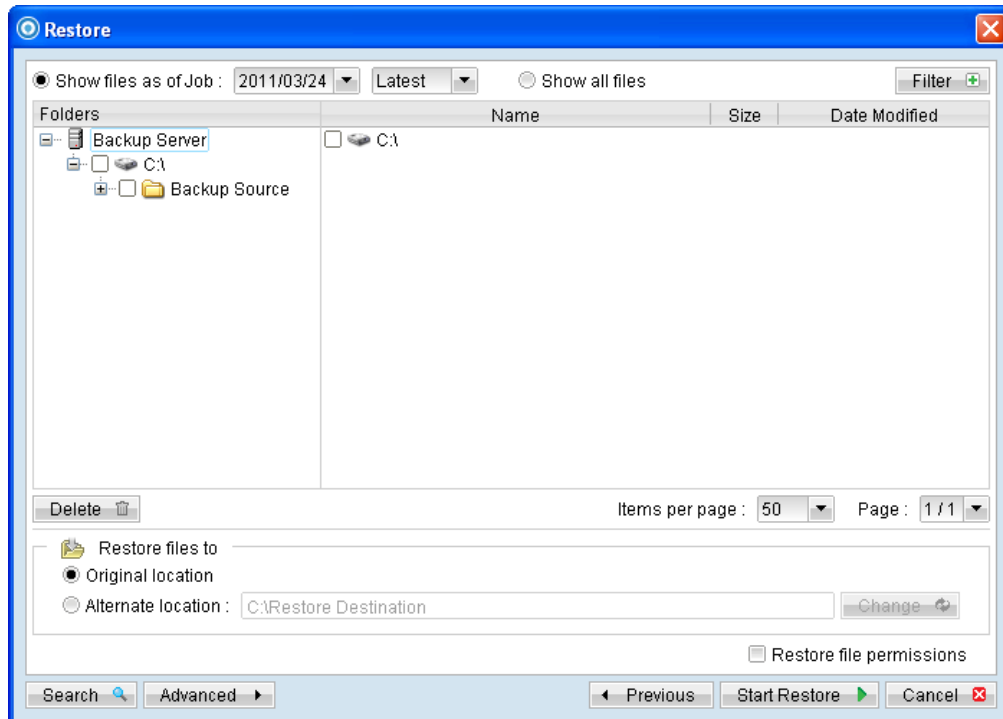 Restore
Show files as of Job : 2011/03/24 Latest Show all files Filter
Folders Name Size Date Modified
Backup Server C:\
C:\
Backup Source
Delete Items per page : 50 Page : 1 / 1
Restore files to
Original location
Alternate location : C:\Restore Destination Change
Restore file permissions
Search Advanced Previous Start Restore Cancel